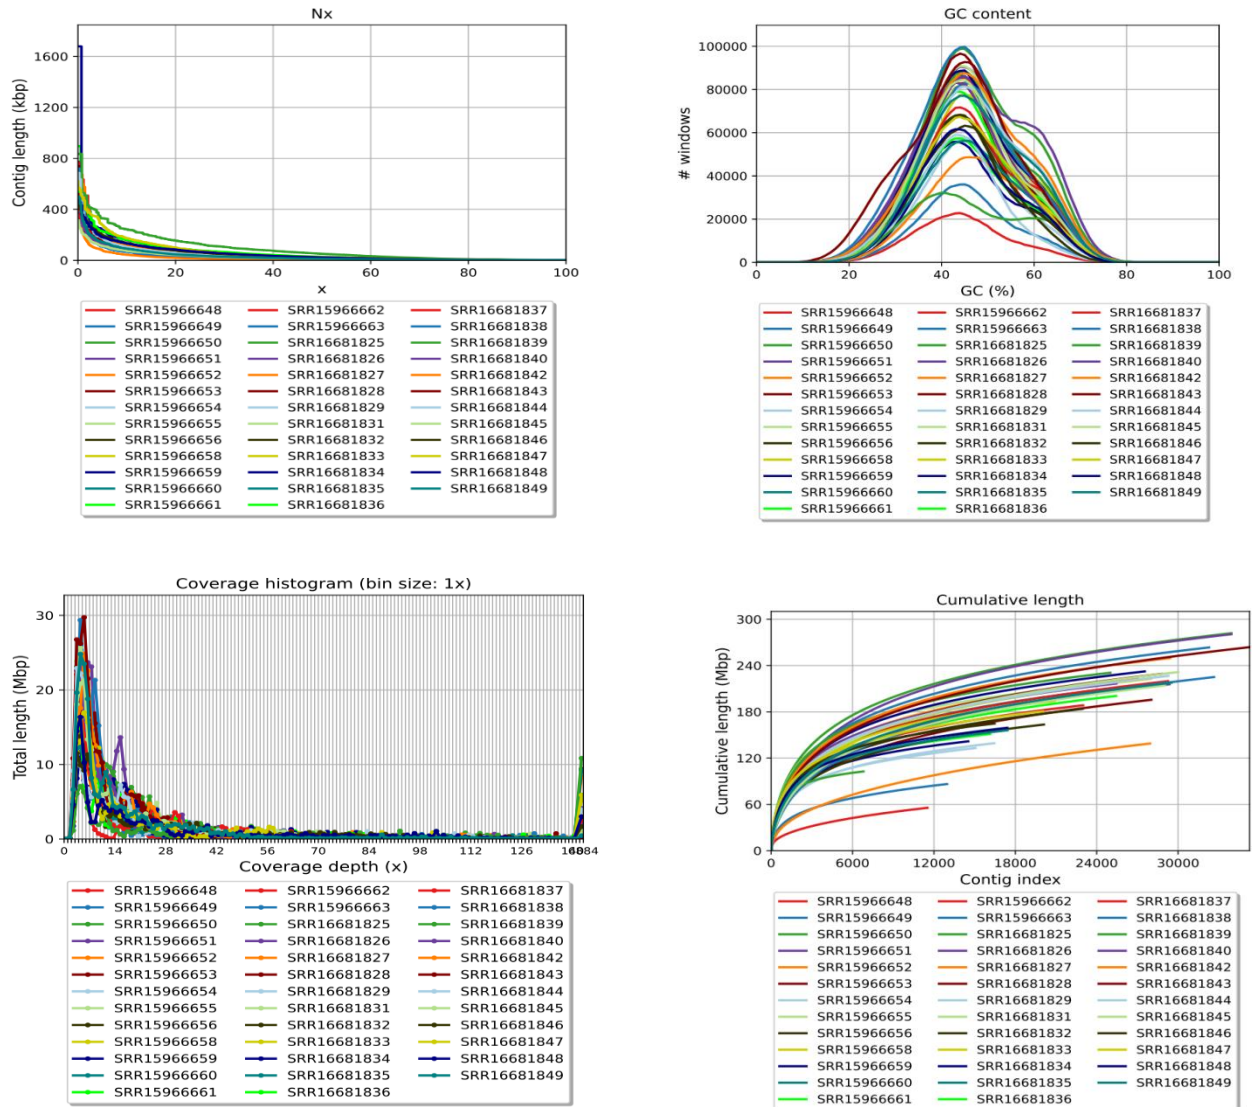 Nx
Contig length (kbp)
1600
1200
800
400
0
0 20 40 60 80 100
x
SRR15966648 SRR15966662 SRR16681837
SRR15966649 SRR15966663 SRR16681838
SRR15966650 SRR16681825 SRR16681839
SRR15966651 SRR16681826 SRR16681840
SRR15966652 SRR16681827 SRR16681842
SRR15966653 SRR16681828 SRR16681843
SRR15966654 SRR16681829 SRR16681844
SRR15966655 SRR16681831 SRR16681845
SRR15966656 SRR16681832 SRR16681846
SRR15966658 SRR16681833 SRR16681847
SRR15966659 SRR16681834 SRR16681848
SRR15966660 SRR16681835 SRR16681849
SRR15966661 SRR16681836
GC content
# windows
100000
80000
60000
40000
20000
0
0 20 40 60 80 100
GC (%)
SRR15966648 SRR15966662 SRR16681837
SRR15966649 SRR15966663 SRR16681838
SRR15966650 SRR16681825 SRR16681839
SRR15966651 SRR16681826 SRR16681840
SRR15966652 SRR16681827 SRR16681842
SRR15966653 SRR16681828 SRR16681843
SRR15966654 SRR16681829 SRR16681844
SRR15966655 SRR16681831 SRR16681845
SRR15966656 SRR16681832 SRR16681846
SRR15966658 SRR16681833 SRR16681847
SRR15966659 SRR16681834 SRR16681848
SRR15966660 SRR16681835 SRR16681849
SRR15966661 SRR16681836
Coverage histogram (bin size: 1x)
Total length (Mbp)
30
20
10
0
0 14 28 42 56 70 84 98 112 126
Coverage depth (x)
SRR15966648 SRR15966662 SRR16681837
SRR15966649 SRR15966663 SRR16681838
SRR15966650 SRR16681825 SRR16681839
SRR15966651 SRR16681826 SRR16681840
SRR15966652 SRR16681827 SRR16681842
SRR15966653 SRR16681828 SRR16681843
SRR15966654 SRR16681829 SRR16681844
SRR15966655 SRR16681831 SRR16681845
SRR15966656 SRR16681832 SRR16681846
SRR15966658 SRR16681833 SRR16681847
SRR15966659 SRR16681834 SRR16681848
SRR15966660 SRR16681835 SRR16681849
SRR15966661 SRR16681836
Cumulative length
Cumulative length (Mbp)
300
240
180
120
60
0
0 6000 12000 18000 24000 30000
Contig index
SRR15966648 SRR15966662 SRR16681837
SRR15966649 SRR15966663 SRR16681838
SRR15966650 SRR16681825 SRR16681839
SRR15966651 SRR16681826 SRR16681840
SRR15966652 SRR16681827 SRR16681842
SRR15966653 SRR16681828 SRR16681843
SRR15966654 SRR16681829 SRR16681844
SRR15966655 SRR16681831 SRR16681845
SRR15966656 SRR16681832 SRR16681846
SRR15966658 SRR16681833 SRR16681847
SRR15966659 SRR16681834 SRR16681848
SRR15966660 SRR16681835 SRR16681849
SRR15966661 SRR16681836